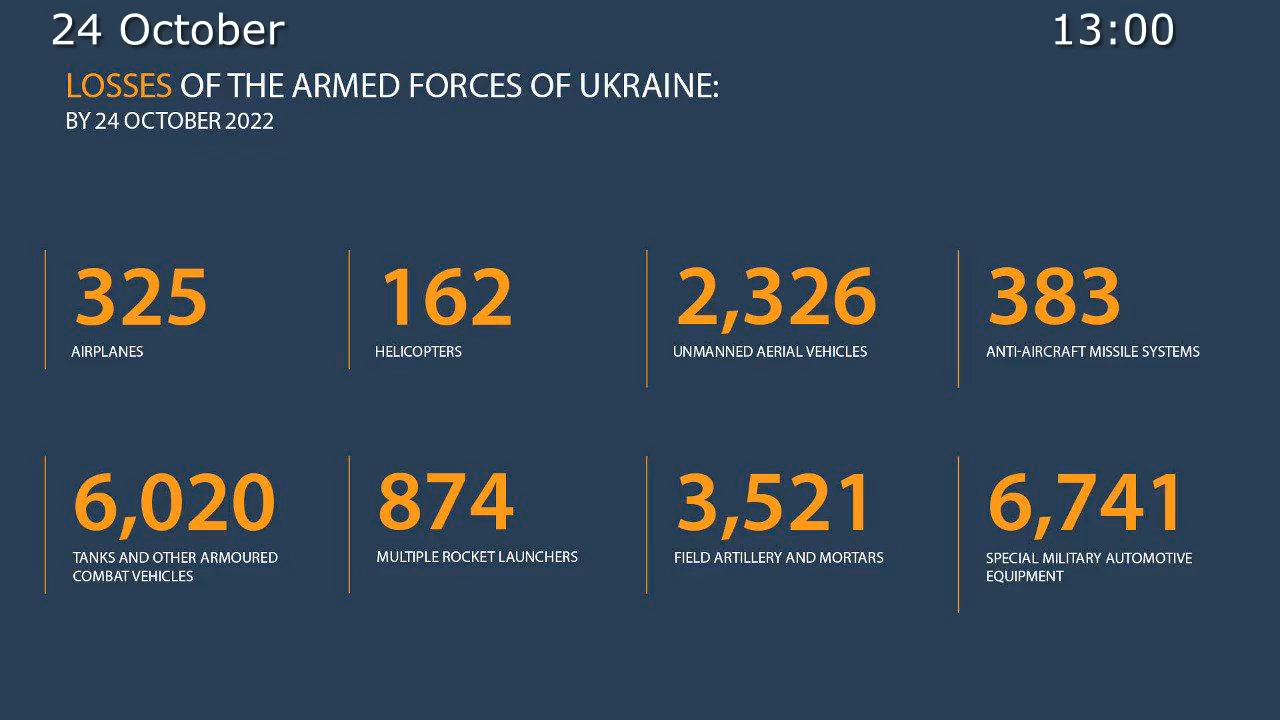 24 October
13:00
LOSSES OF THE ARMED FORCES OF UKRAINE:
BY 24 OCTOBER 2022
325
AIRPLANES
162
HELICOPTERS
2,326
UNMANNED AERIAL VEHICLES
383
ANTI-AIRCRAFT MISSILE SYSTEMS
6,020
TANKS AND OTHER ARMOURED
COMBAT VEHICLES
874
MULTIPLE ROCKET LAUNCHERS
3,521
FIELD ARTILLERY AND MORTARS
6,741
SPECIAL MILITARY AUTOMOTIVE
EQUIPMENT